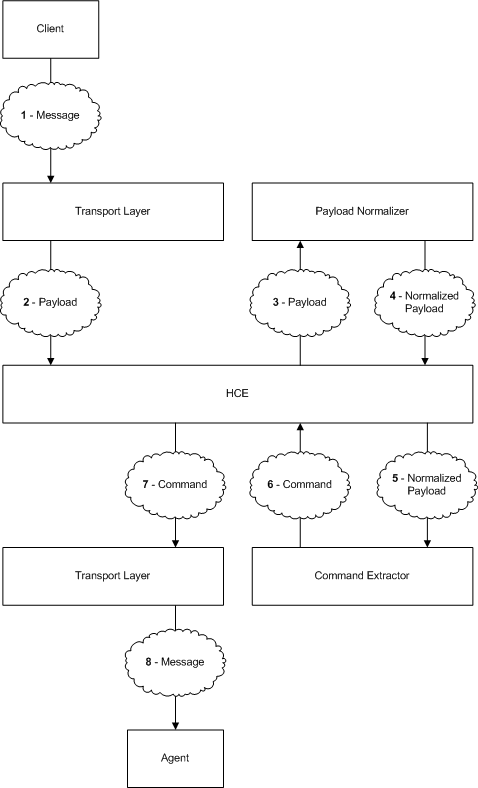 Client
1 - Message
Transport Layer
Payload Normalizer
2 - Payload
3 - Payload
4 - Normalized
Payload
HCE
7 - Command
6 - Command
5 - Normalized
Payload
Transport Layer
Command Extractor
8 - Message
Agent